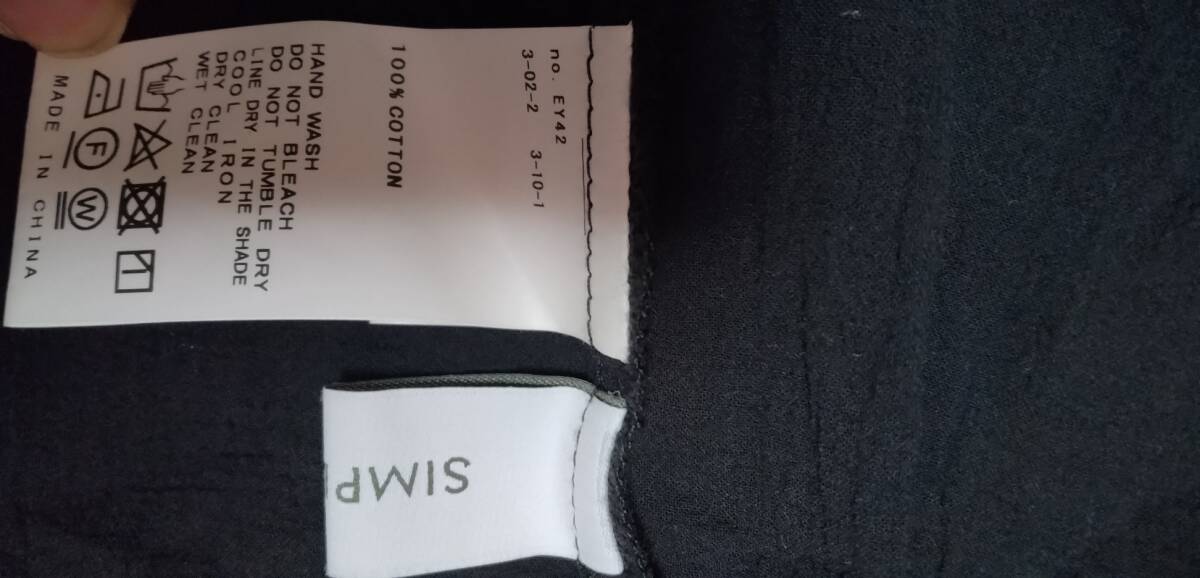 no. EY42
3-02-2 3-10-1
100% COTTON
HAND WASH
DO NOT BLEACH
DO NOT TUMBLE DRY
LINE DRY IN THE SHADE
COOL IRON
DRY CLEAN
WET CLEAN
F
W
MADE IN CHINA
SIMP